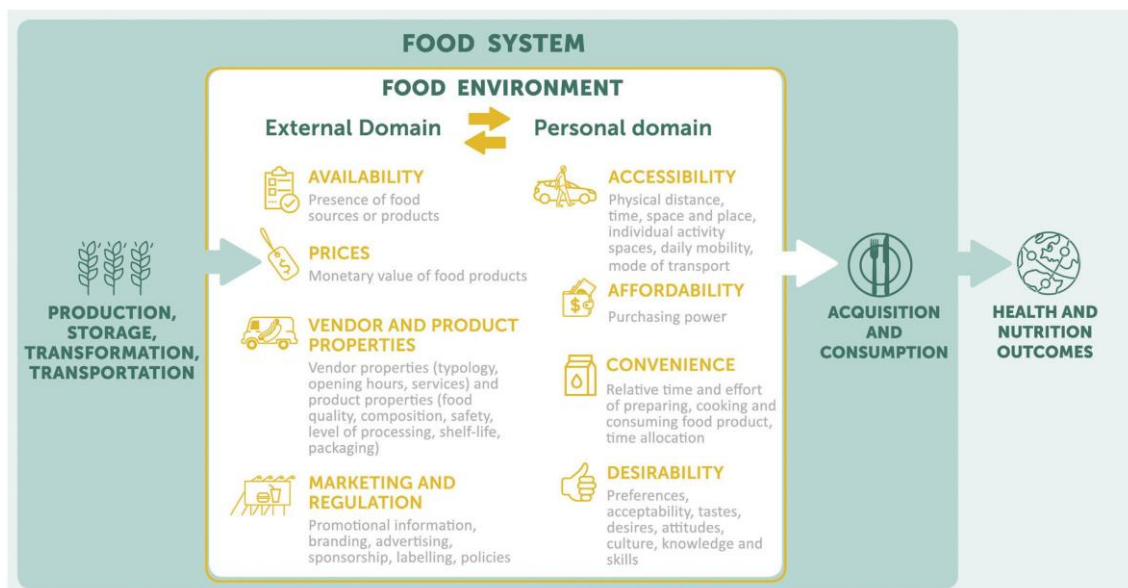 FOOD SYSTEM
FOOD ENVIRONMENT
External Domain
Personal domain
PRODUCTION,
STORAGE,
TRANSFORMATION,
TRANSPORTATION
AVAILABILITY
Presence of food
sources or products
PRICES
Monetary value of food products
VENDOR AND PRODUCT
PROPERTIES
Vendor properties (typology,
opening hours, services) and
product properties (food
quality, composition, safety,
level of processing, shelf-life,
packaging)
MARKETING AND
REGULATION
Promotional information,
branding, advertising,
sponsorship, labelling, policies
ACCESSIBILITY
Physical distance,
time, space and place,
individual activity
spaces, daily mobility,
mode of transport
AFFORDABILITY
Purchasing power
CONVENIENCE
Relative time and effort
of preparing, cooking and
consuming food product,
time allocation
DESIRABILITY
Preferences,
acceptability, tastes,
desires, attitudes,
culture, knowledge and
skills
ACQUISITION
AND
CONSUMPTION
HEALTH AND
NUTRITION
OUTCOMES